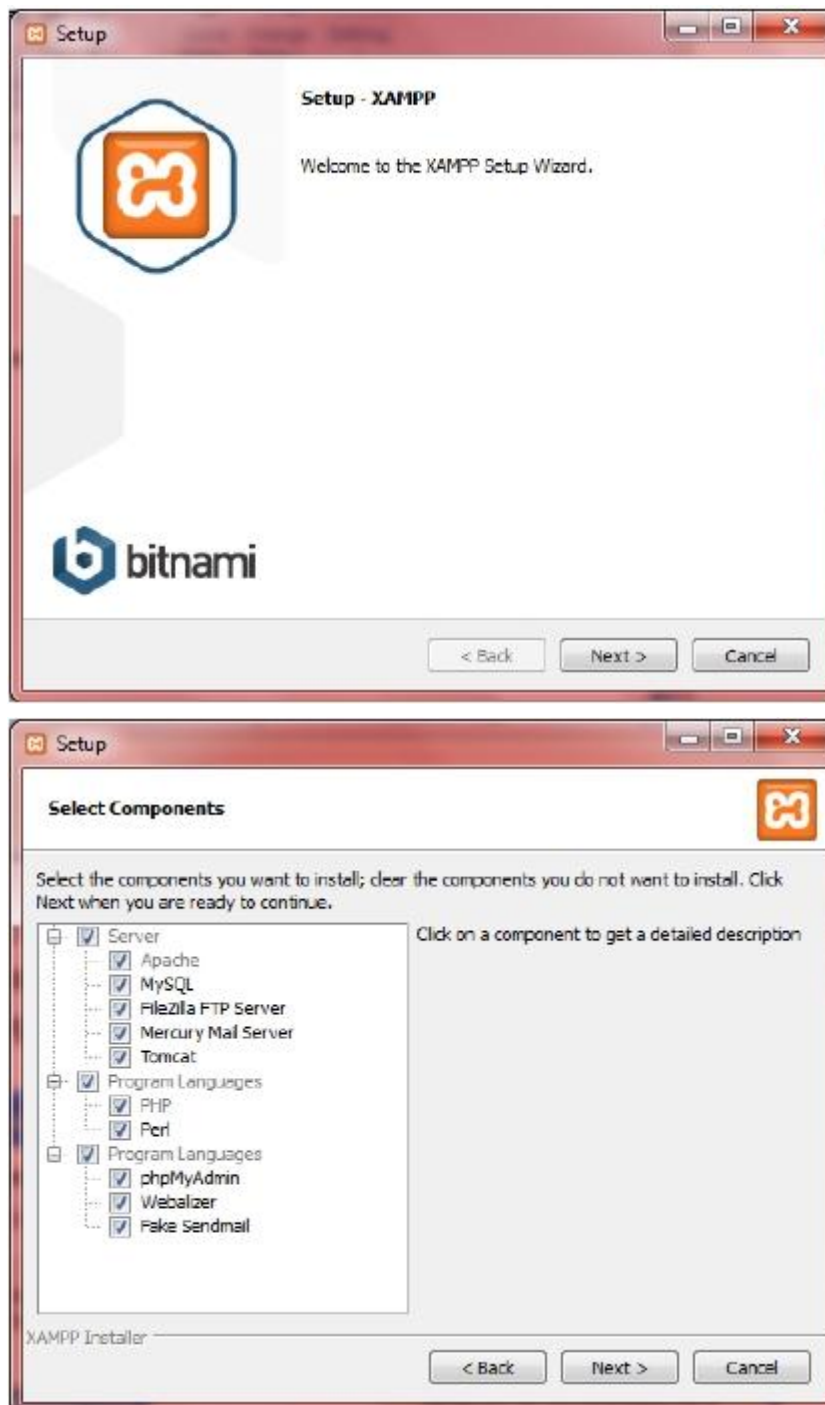 Setup
Setup - XAMPP
Welcome to the XAMPP Setup Wizard.
bitnami
< Back Next > Cancel
Setup
Select Components
Select the components you want to install; clear the components you do not want to install. Click
Next when you are ready to continue.
Server
Apache
MySQL
FileZilla FTP Server
Mercury Mail Server
Tomcat
Program Languages
PHP
Perl
Program Languages
phpMyAdmin
Webalizer
Fake Sendmail
Click on a component to get a detailed description
XAMPP Installer
< Back Next > Cancel